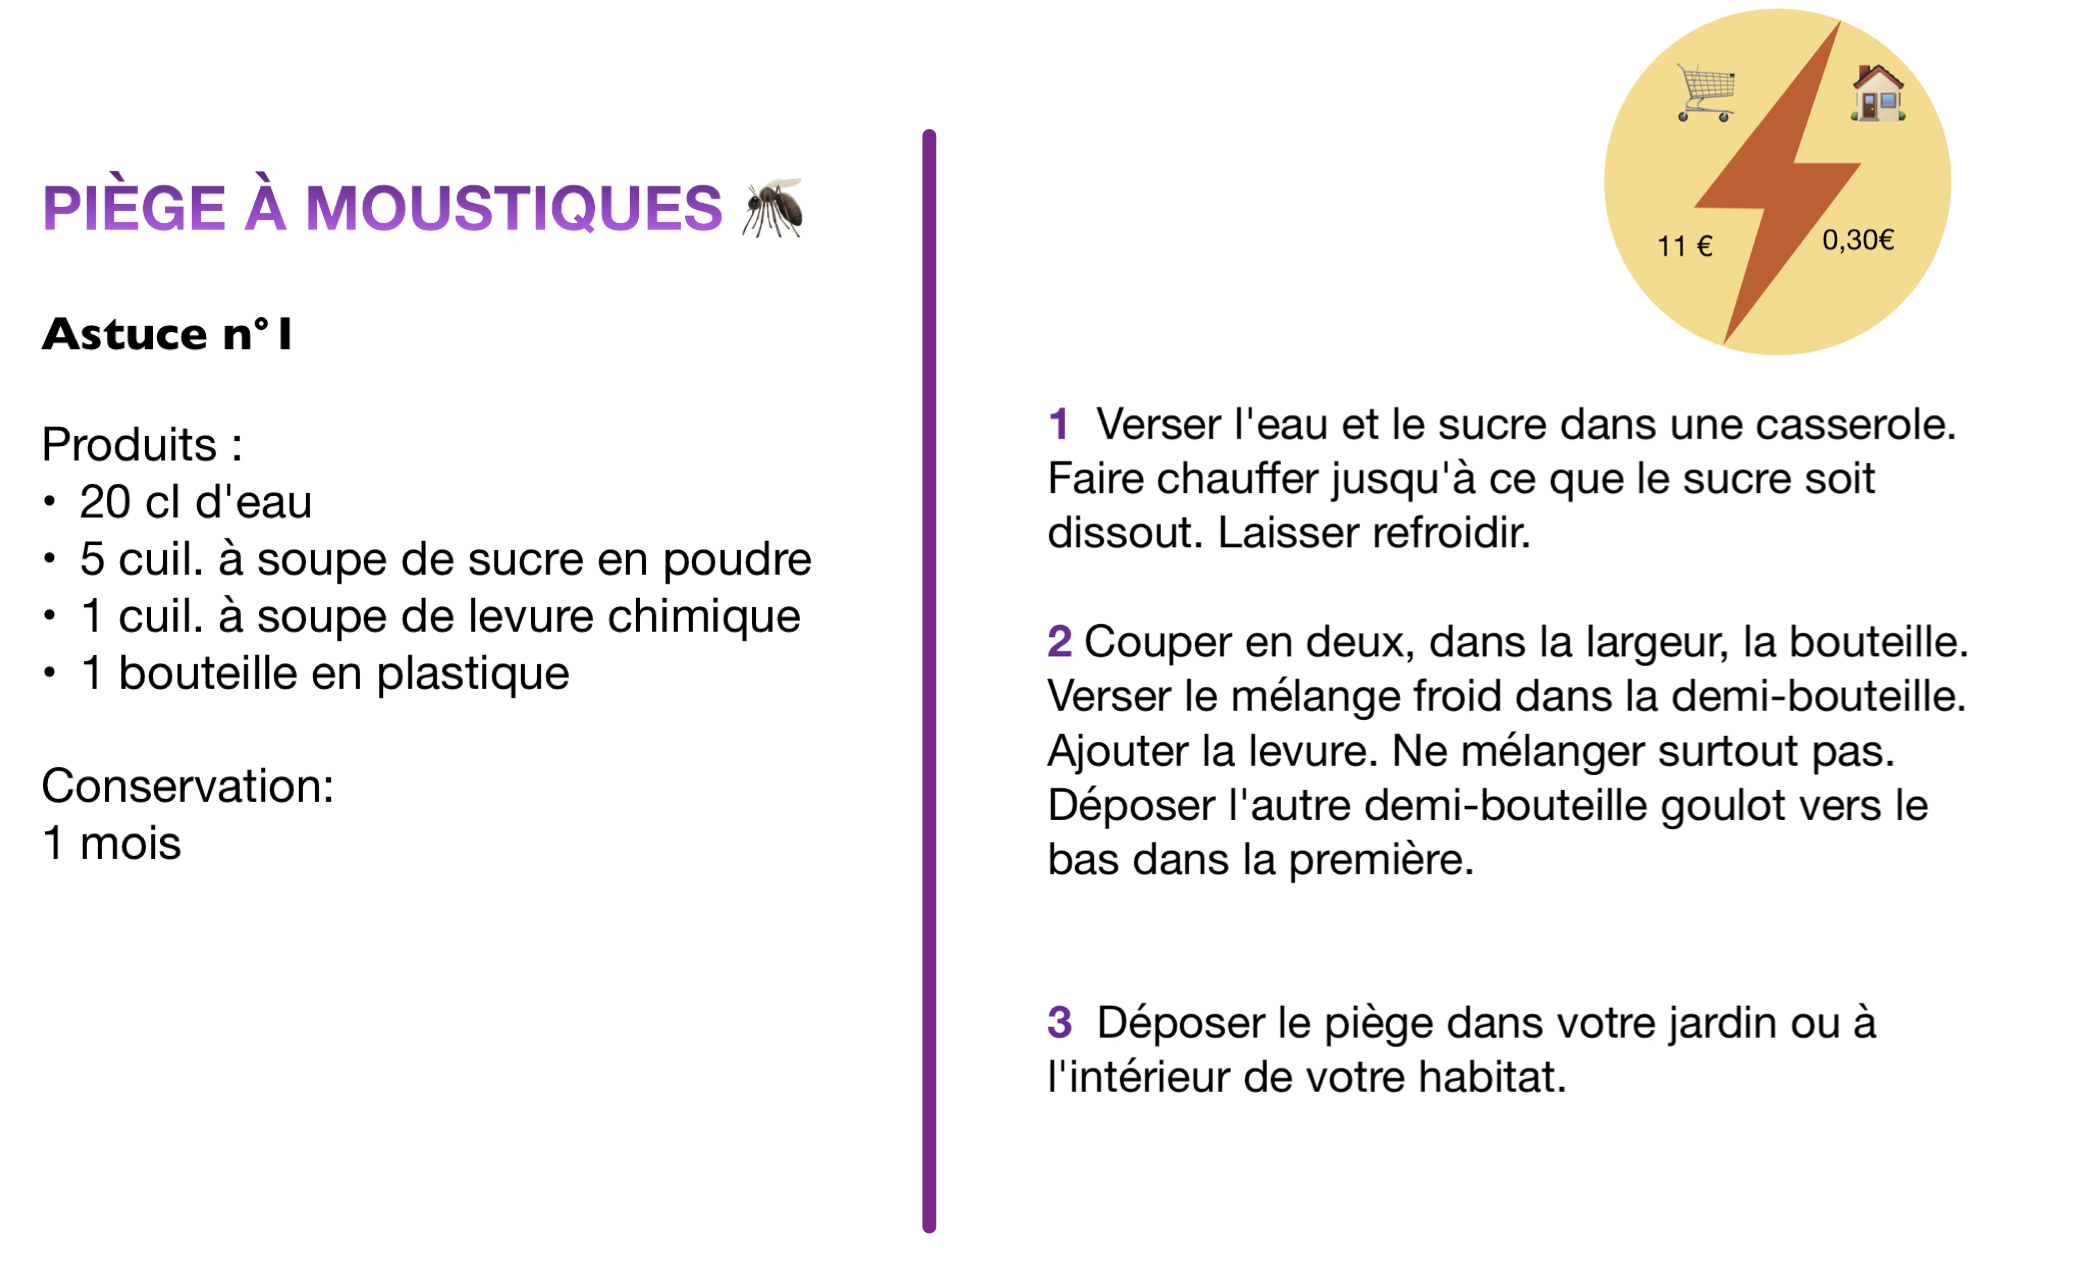 PIÈGE À MOUSTIQUES
Astuce n°1
Produits :
• 20 cl d'eau
• 5 cuil. à soupe de sucre en poudre
• 1 cuil. à soupe de levure chimique
• 1 bouteille en plastique
Conservation:
1 mois
11 €
0,30€
1 Verser l'eau et le sucre dans une casserole.
Faire chauffer jusqu'à ce que le sucre soit
dissout. Laisser refroidir.
2 Couper en deux, dans la largeur, la bouteille.
Verser le mélange froid dans la demi-bouteille.
Ajouter la levure. Ne mélanger surtout pas.
Déposer l'autre demi-bouteille goulot vers le
bas dans la première.
3 Déposer le piège dans votre jardin ou à
l'intérieur de votre habitat.